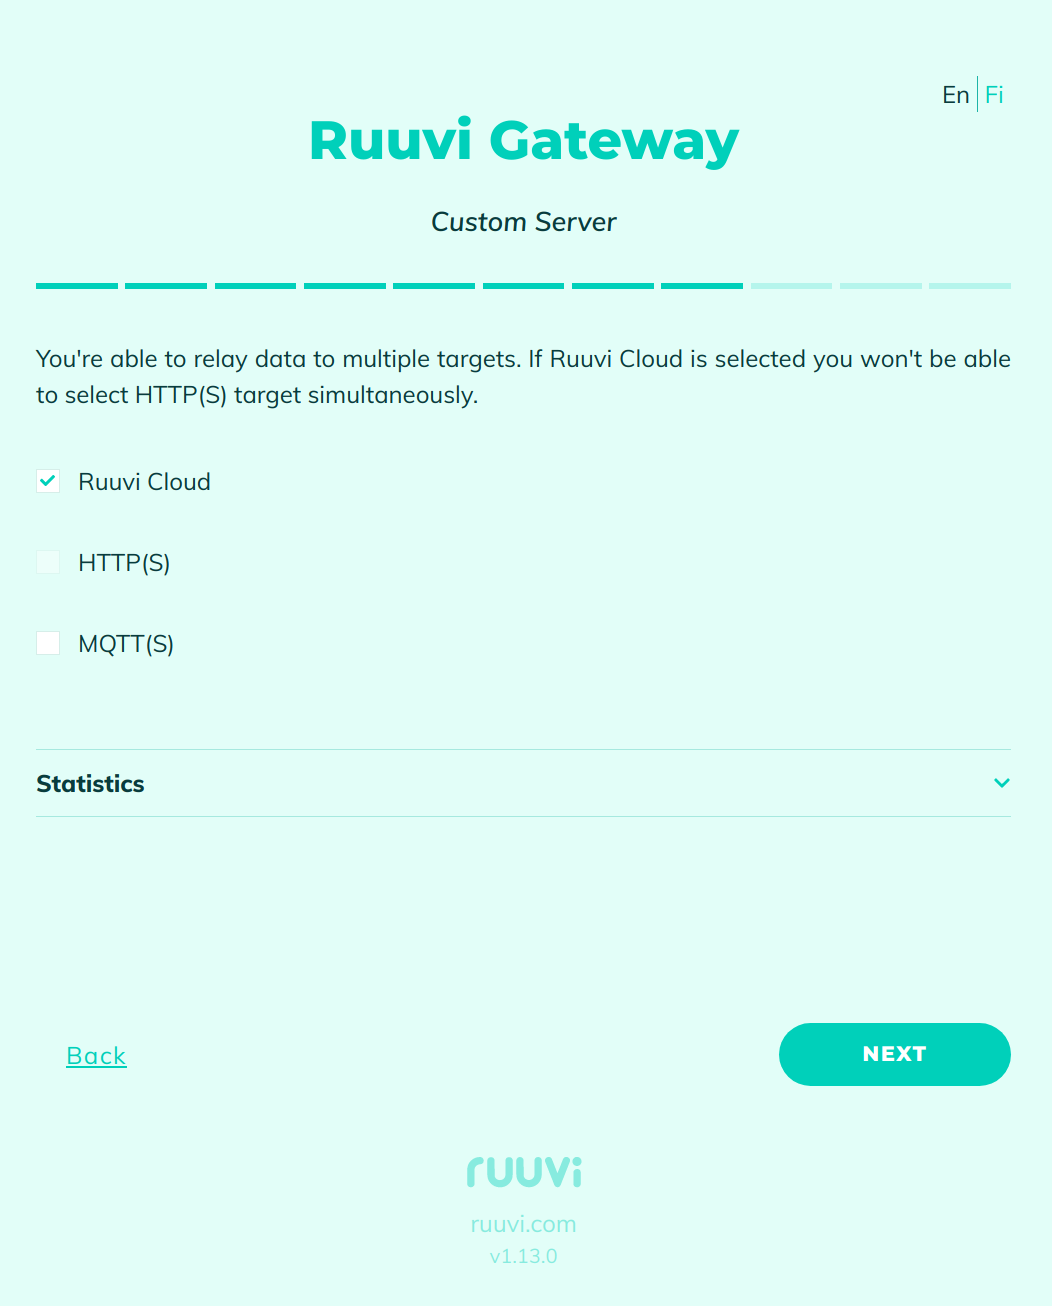 En Fi
Ruuvi Gateway
Custom Server
You're able to relay data to multiple targets. If Ruuvi Cloud is selected you won't be able
to select HTTP(S) target simultaneously.
Ruuvi Cloud
HTTP(S)
MQTT(S)
Statistics
Back
NEXT
ruuvi
ruuvi.com
v1.13.0